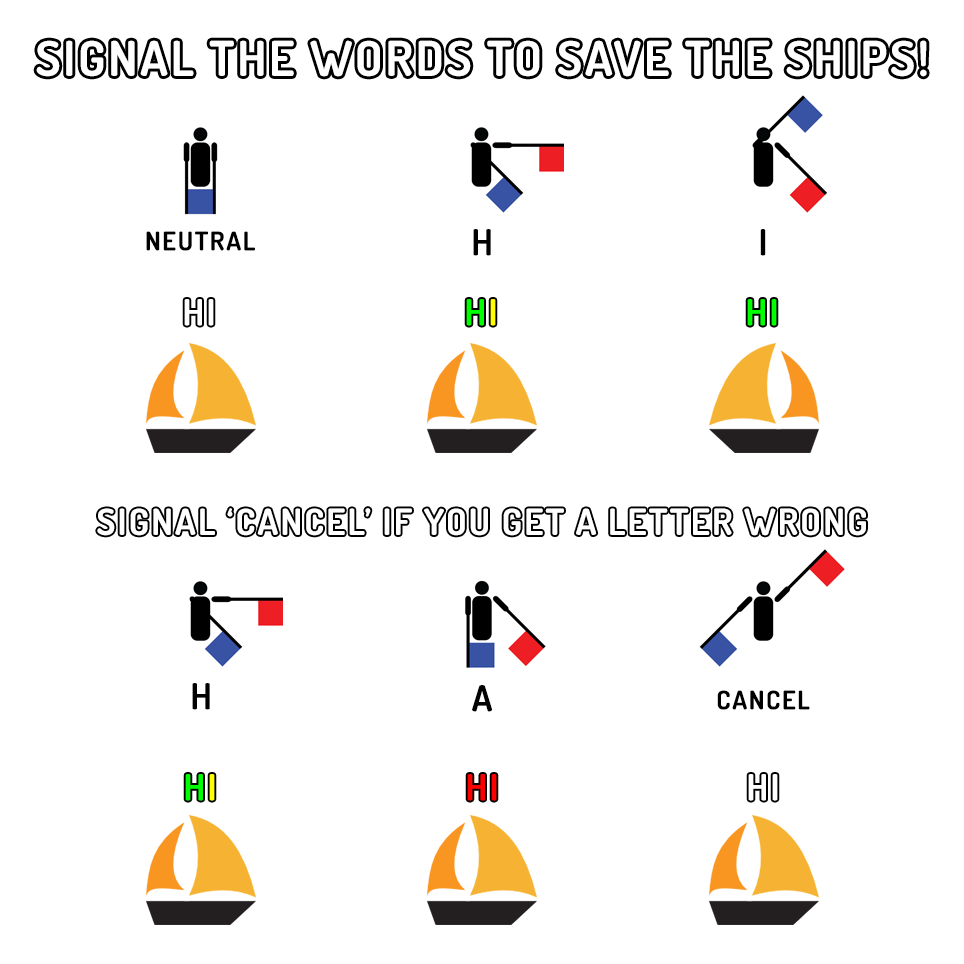 SIGNAL THE WORDS TO SAVE THE SHIPS!
NEUTRAL H I
HI HI HI
SIGNAL ‘CANCEL’ IF YOU GET A LETTER WRONG
H A CANCEL
HI HI HI